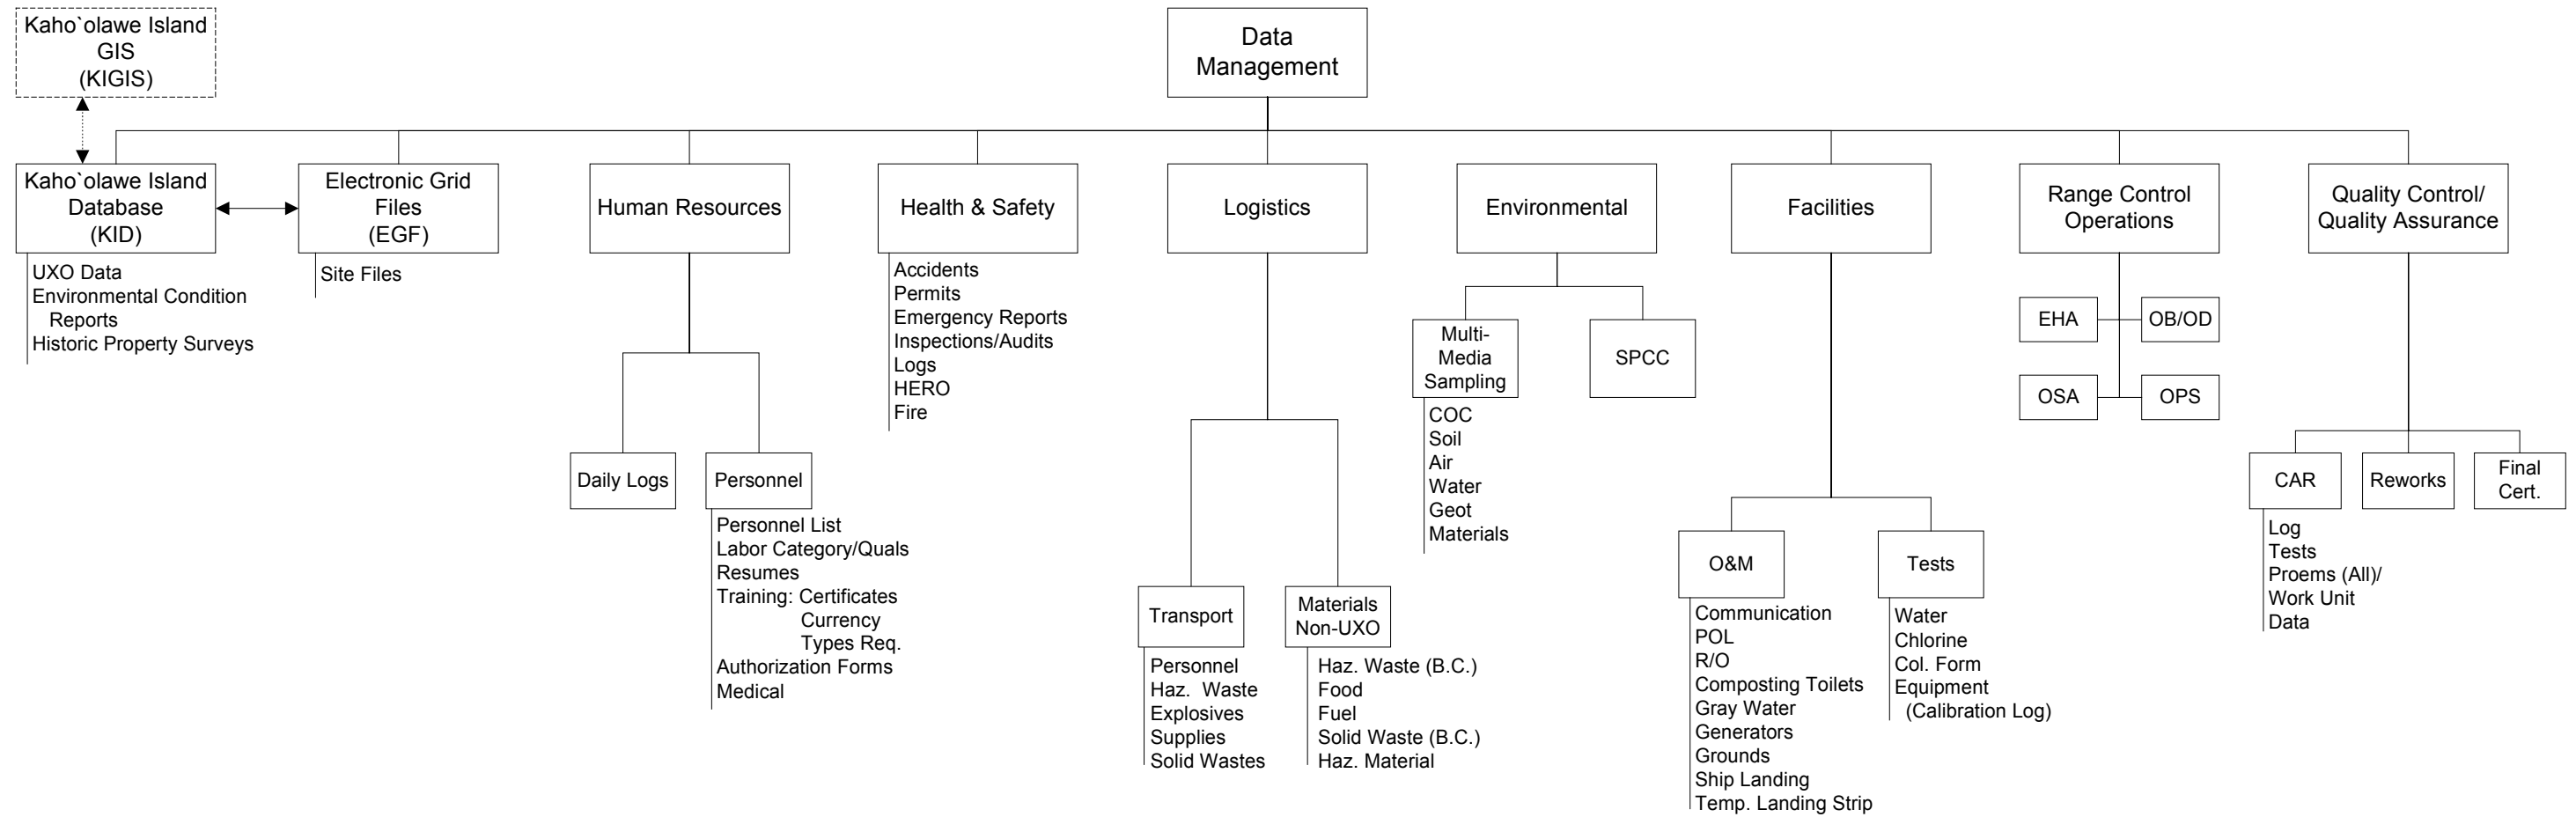 Kaho`olawe Island
GIS
(KIGIS)
Data
Management
Kaho`olawe Island
Database
(KID)
UXO Data
Environmental Condition
Reports
Historic Property Surveys
Electronic Grid
Files
(EGF)
Site Files
Human Resources
Daily Logs
Personnel
Personnel List
Labor Category/Quals
Resumes
Training: Certificates
Currency
Types Req.
Authorization Forms
Medical
Health & Safety
Accidents
Permits
Emergency Reports
Inspections/Audits
Logs
HERO
Fire
Logistics
Transport
Personnel
Haz. Waste
Explosives
Supplies
Solid Wastes
Materials
Non-UXO
Haz. Waste (B.C.)
Food
Fuel
Solid Waste (B.C.)
Haz. Material
Environmental
Multi-
Media
Sampling
COC
Soil
Air
Water
Geot
Materials
SPCC
Facilities
O&M
Communication
POL
R/O
Composting Toilets
Gray Water
Generators
Grounds
Ship Landing
Temp. Landing Strip
Tests
Water
Chlorine
Col. Form
Equipment
(Calibration Log)
Range Control
Operations
EHA
OB/OD
OSA
OPS
Quality Control/
Quality Assurance
CAR
Log
Tests
Proems (All)/
Work Unit
Data
Reworks
Final
Cert.